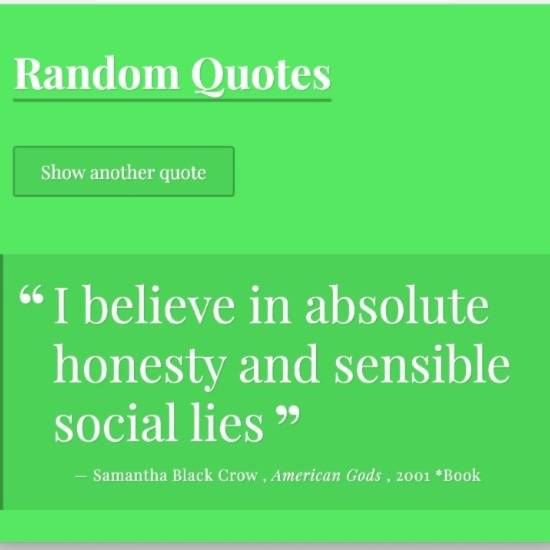 Random Quotes
Show another quote
“ I believe in absolute
honesty and sensible
social lies ”
— Samantha Black Crow , American Gods , 2001 *Book